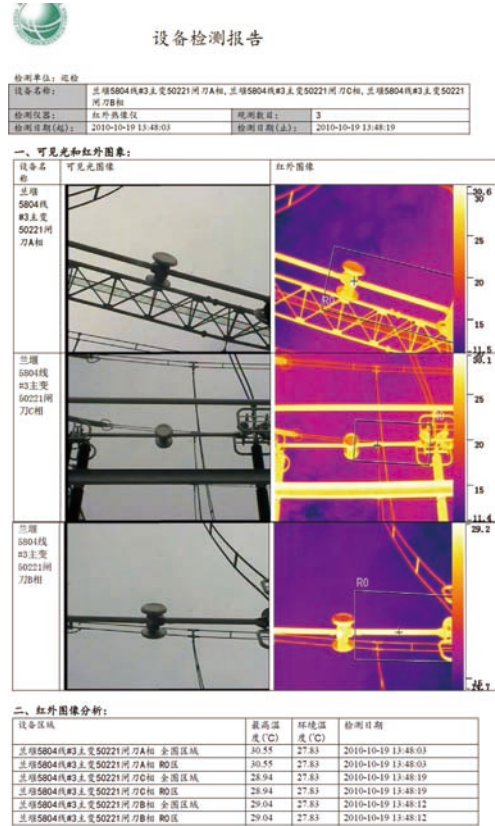 设备检测报告
检测单位：巡检
设备名称： 兰堰5804线#3主变50221闸刀A相，兰堰5804线#3主变50221闸刀C相，兰堰5804线#3主变50221
闸刀B相
检测仪器： 红外热像仪 观测数目： 3
检测日期(起)： 2010-10-19 13:48:03 检测日期(止)： 2010-10-19 13:48:19
一、可见光和红外图象：
设备名 可见光图像 红外图像
称
兰堰
5804线
#3主变
50221闸
刀A相
30.6
30
25
20
15
11.5
R0
兰堰
5804线
#3主变
50221闸
刀C相
30.1
25
20
15
11.4
兰堰
5804线
#3主变
50221闸
刀B相
29.2
R0
15
二、红外图像分析：
设备区域 最高温 环境温 检测日期
度(℃) 度(℃)
兰堰5804线#3主变50221闸刀A相 全图区域 30.55 27.83 2010-10-19 13:48:03
兰堰5804线#3主变50221闸刀A相 R0区 30.55 27.83 2010-10-19 13:48:03
兰堰5804线#3主变50221闸刀C相 全图区域 28.94 27.83 2010-10-19 13:48:19
兰堰5804线#3主变50221闸刀C相 R0区 28.94 27.83 2010-10-19 13:48:19
兰堰5804线#3主变50221闸刀B相 全图区域 29.04 27.83 2010-10-19 13:48:12
兰堰5804线#3主变50221闸刀B相 R0区 29.04 27.83 2010-10-19 13:48:12